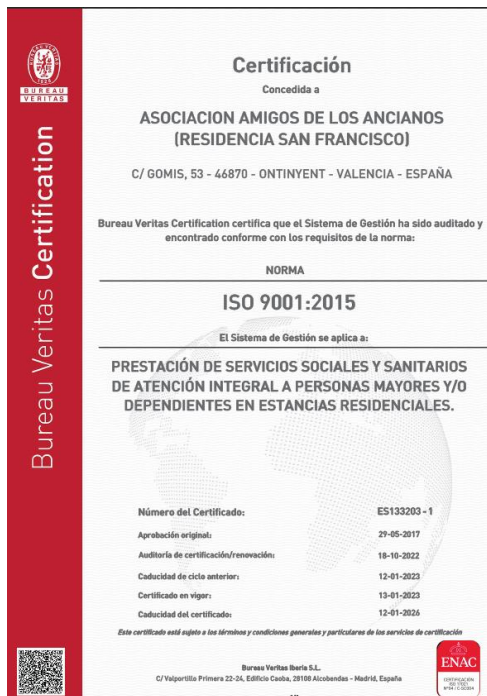 BUREAU VERITAS
1828
BUREAU
VERITAS
Bureau Veritas Certification
Certificación
Concedida a
ASOCIACION AMIGOS DE LOS ANCIANOS
(RESIDENCIA SAN FRANCISCO)
C/ GOMIS, 53 - 46870 - ONTINYENT - VALENCIA - ESPAÑA
Bureau Veritas Certification certifica que el Sistema de Gestión ha sido auditado y
encontrado conforme con los requisitos de la norma:
NORMA
ISO 9001:2015
El Sistema de Gestión se aplica a:
PRESTACIÓN DE SERVICIOS SOCIALES Y SANITARIOS
DE ATENCIÓN INTEGRAL A PERSONAS MAYORES Y/O
DEPENDIENTES EN ESTANCIAS RESIDENCIALES.
Número del Certificado: ES133203 - 1
Aprobación original: 29-05-2017
Auditoría de certificación/renovación: 18-10-2022
Caducidad de ciclo anterior: 12-01-2023
Certificado en vigor: 13-01-2023
Caducidad del certificado: 12-01-2026
Este certificado está sujeto a los términos y condiciones generales y particulares de los servicios de certificación
Bureau Veritas Iberia S.L.
C/ Valportillo Primera 22-24, Edificio Caoba, 28108 Alcobendas - Madrid, España
ENAC
CERTIFICACIÓN